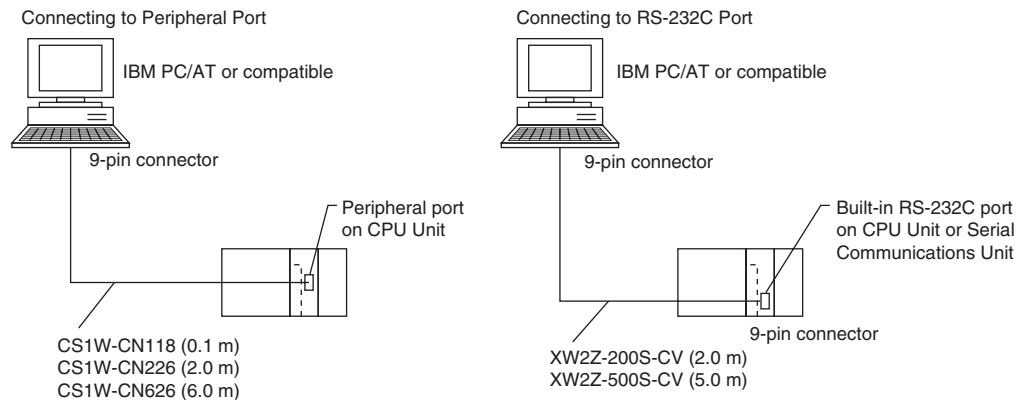 Connecting to Peripheral Port
IBM PC/AT or compatible
9-pin connector
Peripheral port
on CPU Unit
CS1W-CN118 (0.1 m)
CS1W-CN226 (2.0 m)
CS1W-CN626 (6.0 m)
Connecting to RS-232C Port
IBM PC/AT or compatible
9-pin connector
Built-in RS-232C port
on CPU Unit or Serial
Communications Unit
9-pin connector
XW2Z-200S-CV (2.0 m)
XW2Z-500S-CV (5.0 m)